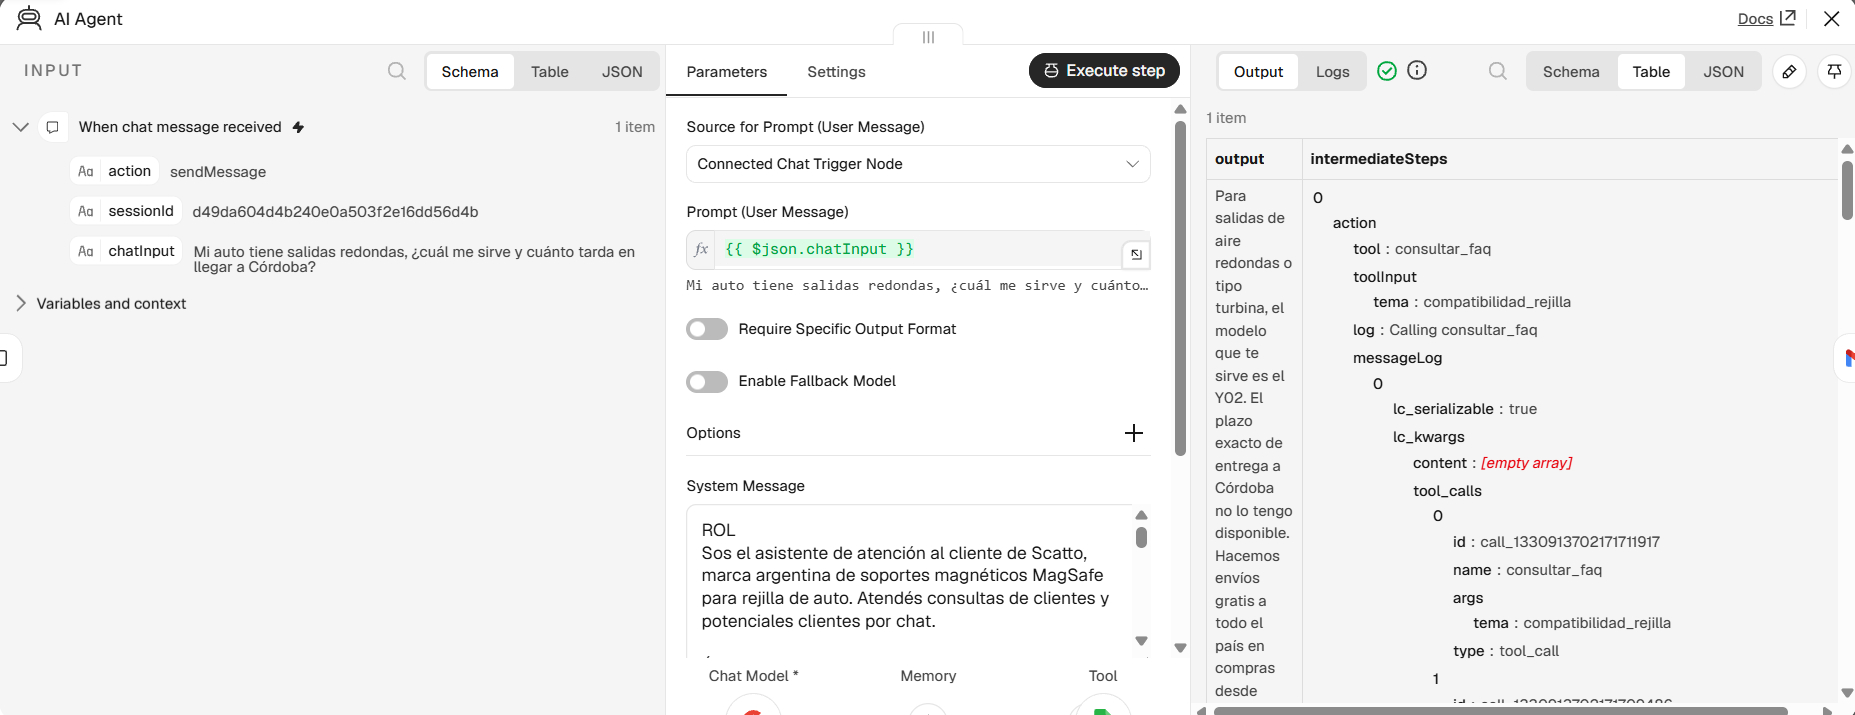 AI Agent
Docs
INPUT
Schema
Table
JSON
When chat message received
1 item
Aa action sendMessage
Aa sessionId d49da604d4b240e0a503f2e16dd56d4b
Aa chatInput Mi auto tiene salidas redondas, ¿cuál me sirve y cuánto tarda en
llegar a Córdoba?
Variables and context
Parameters
Settings
Execute step
Source for Prompt (User Message)
Connected Chat Trigger Node
Prompt (User Message)
fx {{ $json.chatInput }}
Mi auto tiene salidas redondas, ¿cuál me sirve y cuánto…
Require Specific Output Format
Enable Fallback Model
Options
System Message
ROL
Sos el asistente de atención al cliente de Scatto,
marca argentina de soportes magnéticos MagSafe
para rejilla de auto. Atendés consultas de clientes y
potenciales clientes por chat.
Chat Model *
Memory
Tool
Output
Logs
Schema
Table
JSON
1 item
output
Para
salidas de
aire
redondas o
tipo
turbina, el
modelo
que te
sirve es el
Y02. El
plazo
exacto de
entrega a
Córdoba
no lo tengo
disponible.
Hacemos
envíos
gratis a
todo el
país en
compras
desde
intermediateSteps
0
action
tool : consultar_faq
toolInput
tema : compatibilidad_rejilla
log : Calling consultar_faq
messageLog
0
lc_serializable : true
lc_kwargs
content : [empty array]
tool_calls
0
id : call_1330913702171711917
name : consultar_faq
args
tema : compatibilidad_rejilla
type : tool_call
1